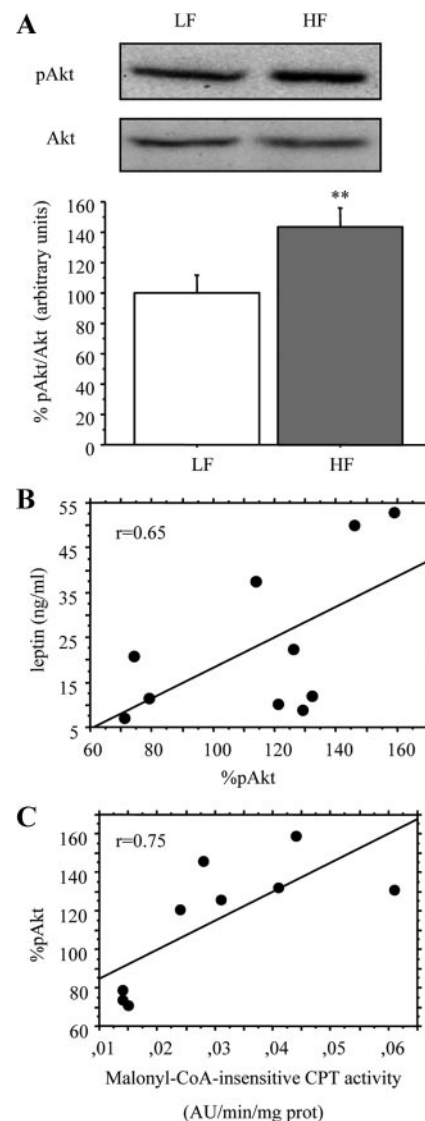 A
LF HF
pAkt
Akt
% pAkt/Akt (arbitrary units)
160
140
120
100
80
60
40
20
0
**
LF HF
B
r=0.65
leptin (ng/ml)
55
45
35
25
15
5
60 80 100 120 140 160
%pAkt
C
r=0.75
%pAkt
160
140
120
100
80
60
,01 ,02 ,03 ,04 ,05 ,06
Malonyl-CoA-insensitive CPT activity
(AU/min/mg prot)